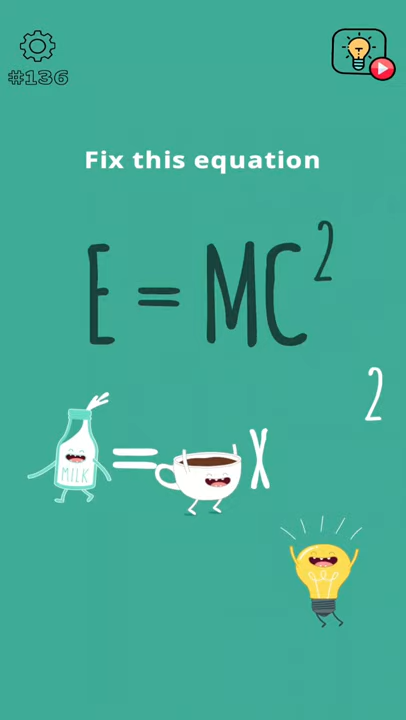 #136
Fix this equation
E = MC²
2
MILK
= X